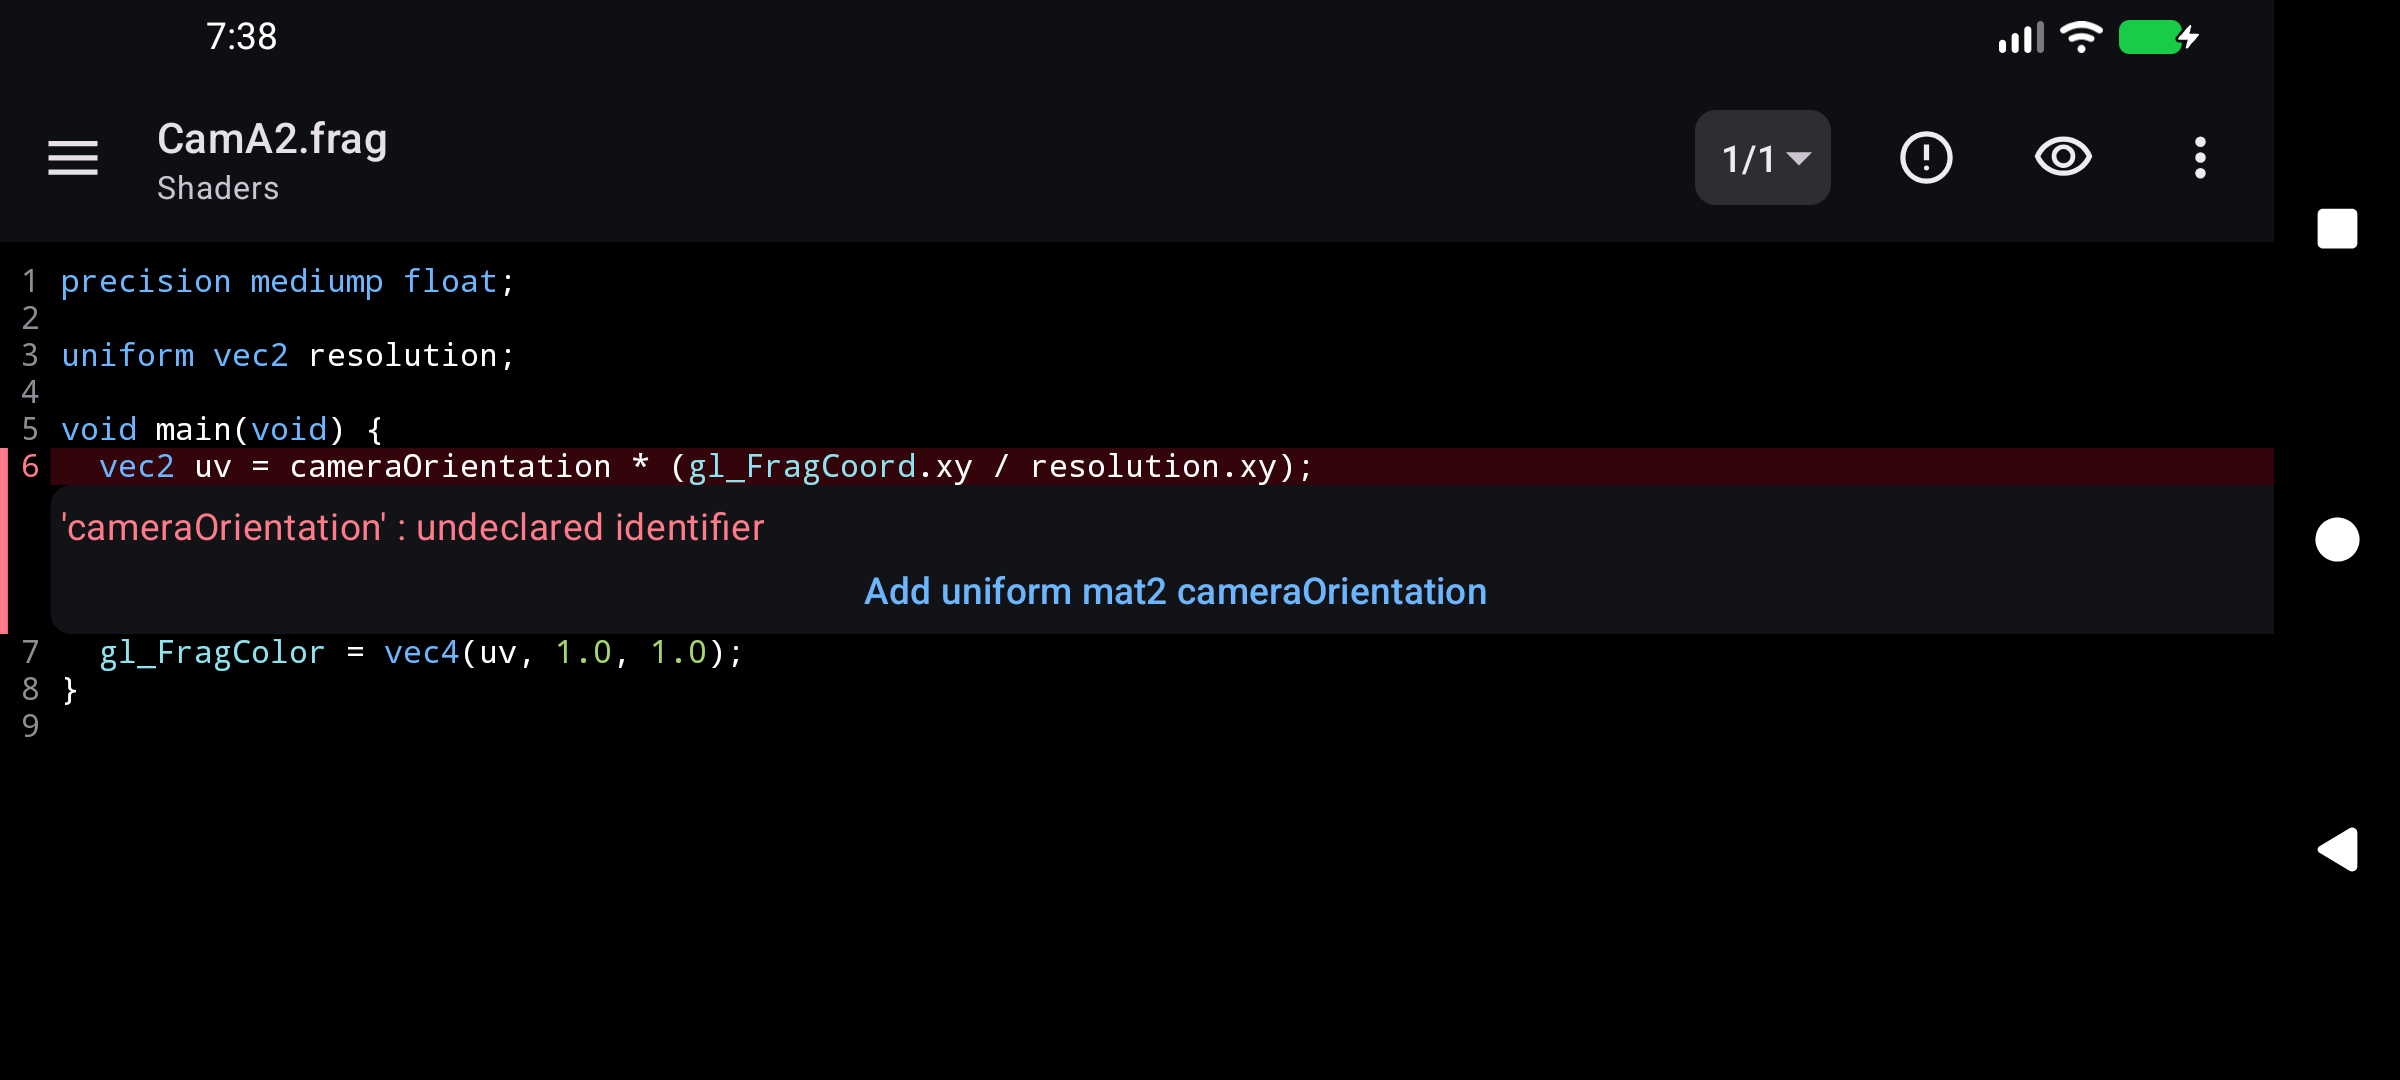 7:38
CamA2.frag
Shaders
1/1
1 precision mediump float;
2
3 uniform vec2 resolution;
4
5 void main(void) {
6   vec2 uv = cameraOrientation * (gl_FragCoord.xy / resolution.xy);
'cameraOrientation' : undeclared identifier
Add uniform mat2 cameraOrientation
7   gl_FragColor = vec4(uv, 1.0, 1.0);
8 }
9